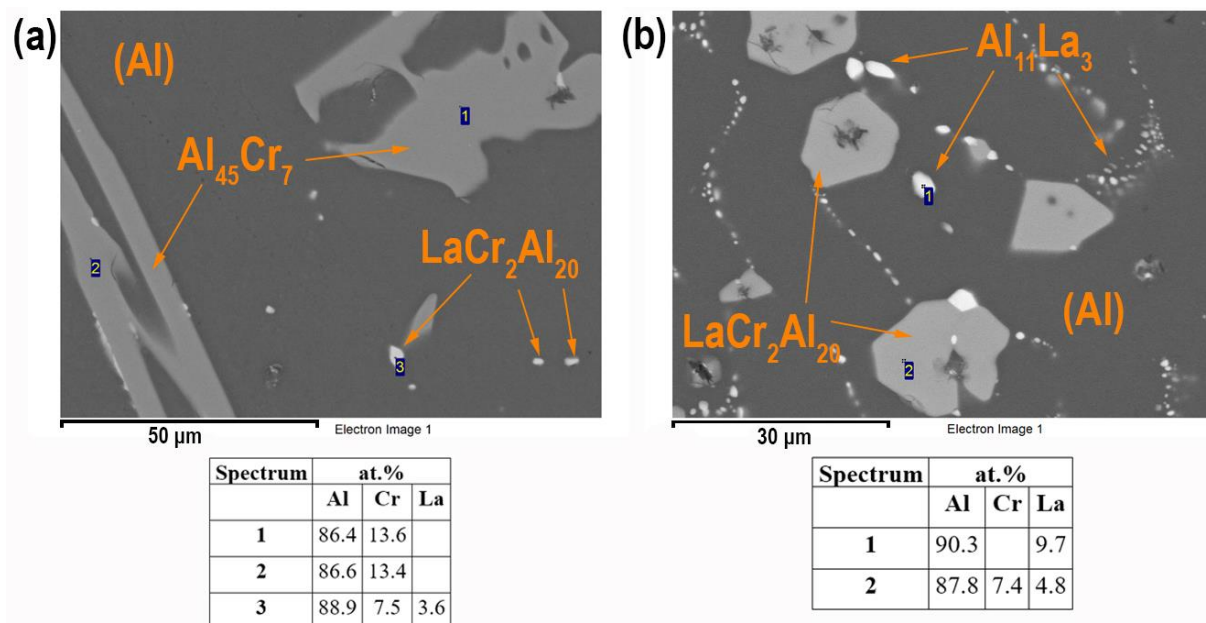 (a)
(Al)
1
Al45Cr7
LaCr2Al20
2
3
50 µm
Electron Image 1
Spectrum at.%
Al Cr La
1 86.4 13.6
2 86.6 13.4
3 88.9 7.5 3.6
(b)
Al11La3
1
LaCr2Al20
(Al)
2
30 µm
Electron Image 1
Spectrum at.%
Al Cr La
1 90.3 9.7
2 87.8 7.4 4.8